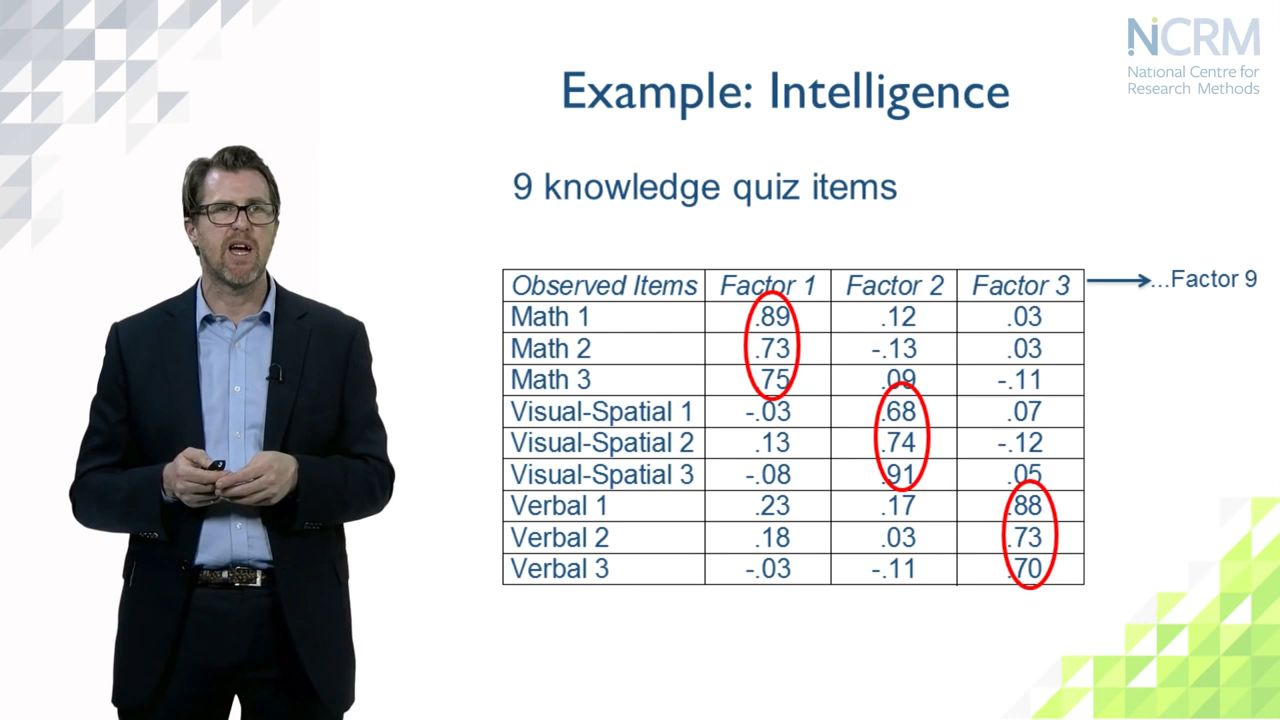 NCRM
National Centre for
Research Methods
Example: Intelligence
9 knowledge quiz items
Observed Items Factor 1 Factor 2 Factor 3 ...Factor 9
Math 1 .89 .12 .03
Math 2 .73 -.13 .03
Math 3 .75 .09 -.11
Visual-Spatial 1 -.03 .68 .07
Visual-Spatial 2 .13 .74 -.12
Visual-Spatial 3 -.08 .91 .05
Verbal 1 .23 .17 .88
Verbal 2 .18 .03 .73
Verbal 3 -.03 -.11 .70